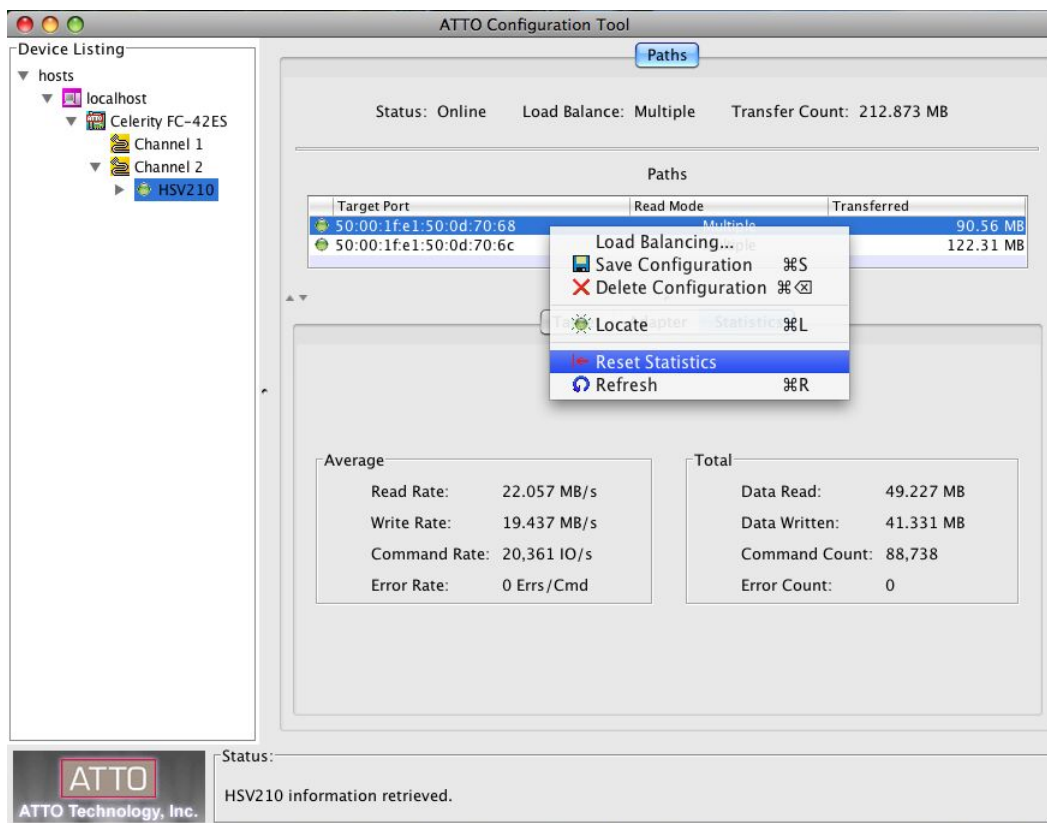 ATTO Configuration Tool
Device Listing
hosts
localhost
Celerity FC-42ES
Channel 1
Channel 2
HSV210
Paths
Status: Online Load Balance: Multiple Transfer Count: 212.873 MB
Paths
Target Port Read Mode Transferred
50:00:1f:e1:50:0d:70:68 Multiple 90.56 MB
50:00:1f:e1:50:0d:70:6c 122.31 MB
Load Balancing...
Save Configuration ⌘S
Delete Configuration ⌘⌫
Locate ⌘L
Adapter Statistics
Reset Statistics
Refresh ⌘R
Average
Read Rate: 22.057 MB/s
Write Rate: 19.437 MB/s
Command Rate: 20,361 IO/s
Error Rate: 0 Errs/Cmd
Total
Data Read: 49.227 MB
Data Written: 41.331 MB
Command Count: 88,738
Error Count: 0
ATTO
ATTO Technology, Inc.
Status:
HSV210 information retrieved.